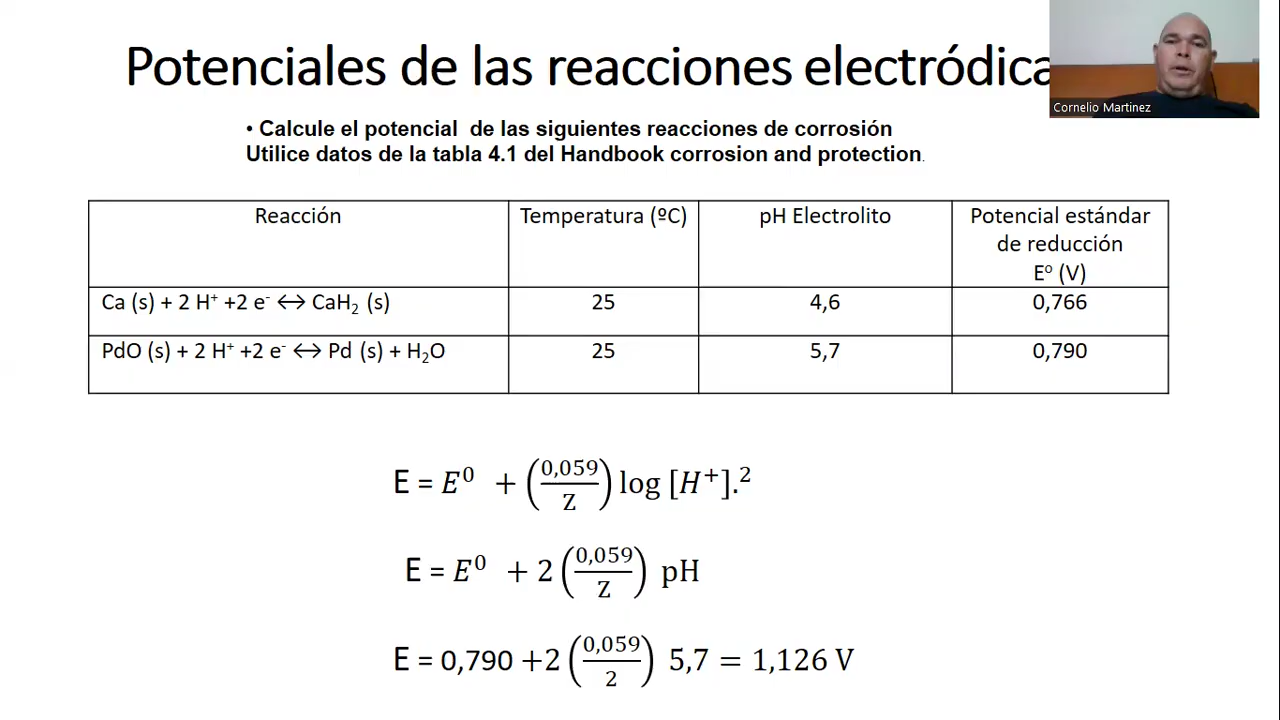 Potenciales de las reacciones electródica
Cornelio Martinez
• Calcule el potencial de las siguientes reacciones de corrosión
Utilice datos de la tabla 4.1 del Handbook corrosion and protection.
Reacción Temperatura (ºC) pH Electrolito Potencial estándar
de reducción
Eº (V)
Ca (s) + 2 H⁺ +2 e⁻ ↔ CaH₂ (s) 25 4,6 0,766
PdO (s) + 2 H⁺ +2 e⁻ ↔ Pd (s) + H₂O 25 5,7 0,790
E = E⁰ + (0,059/Z) log [H⁺].²
E = E⁰ + 2 (0,059/Z) pH
E = 0,790 +2 (0,059/2) 5,7 = 1,126 V